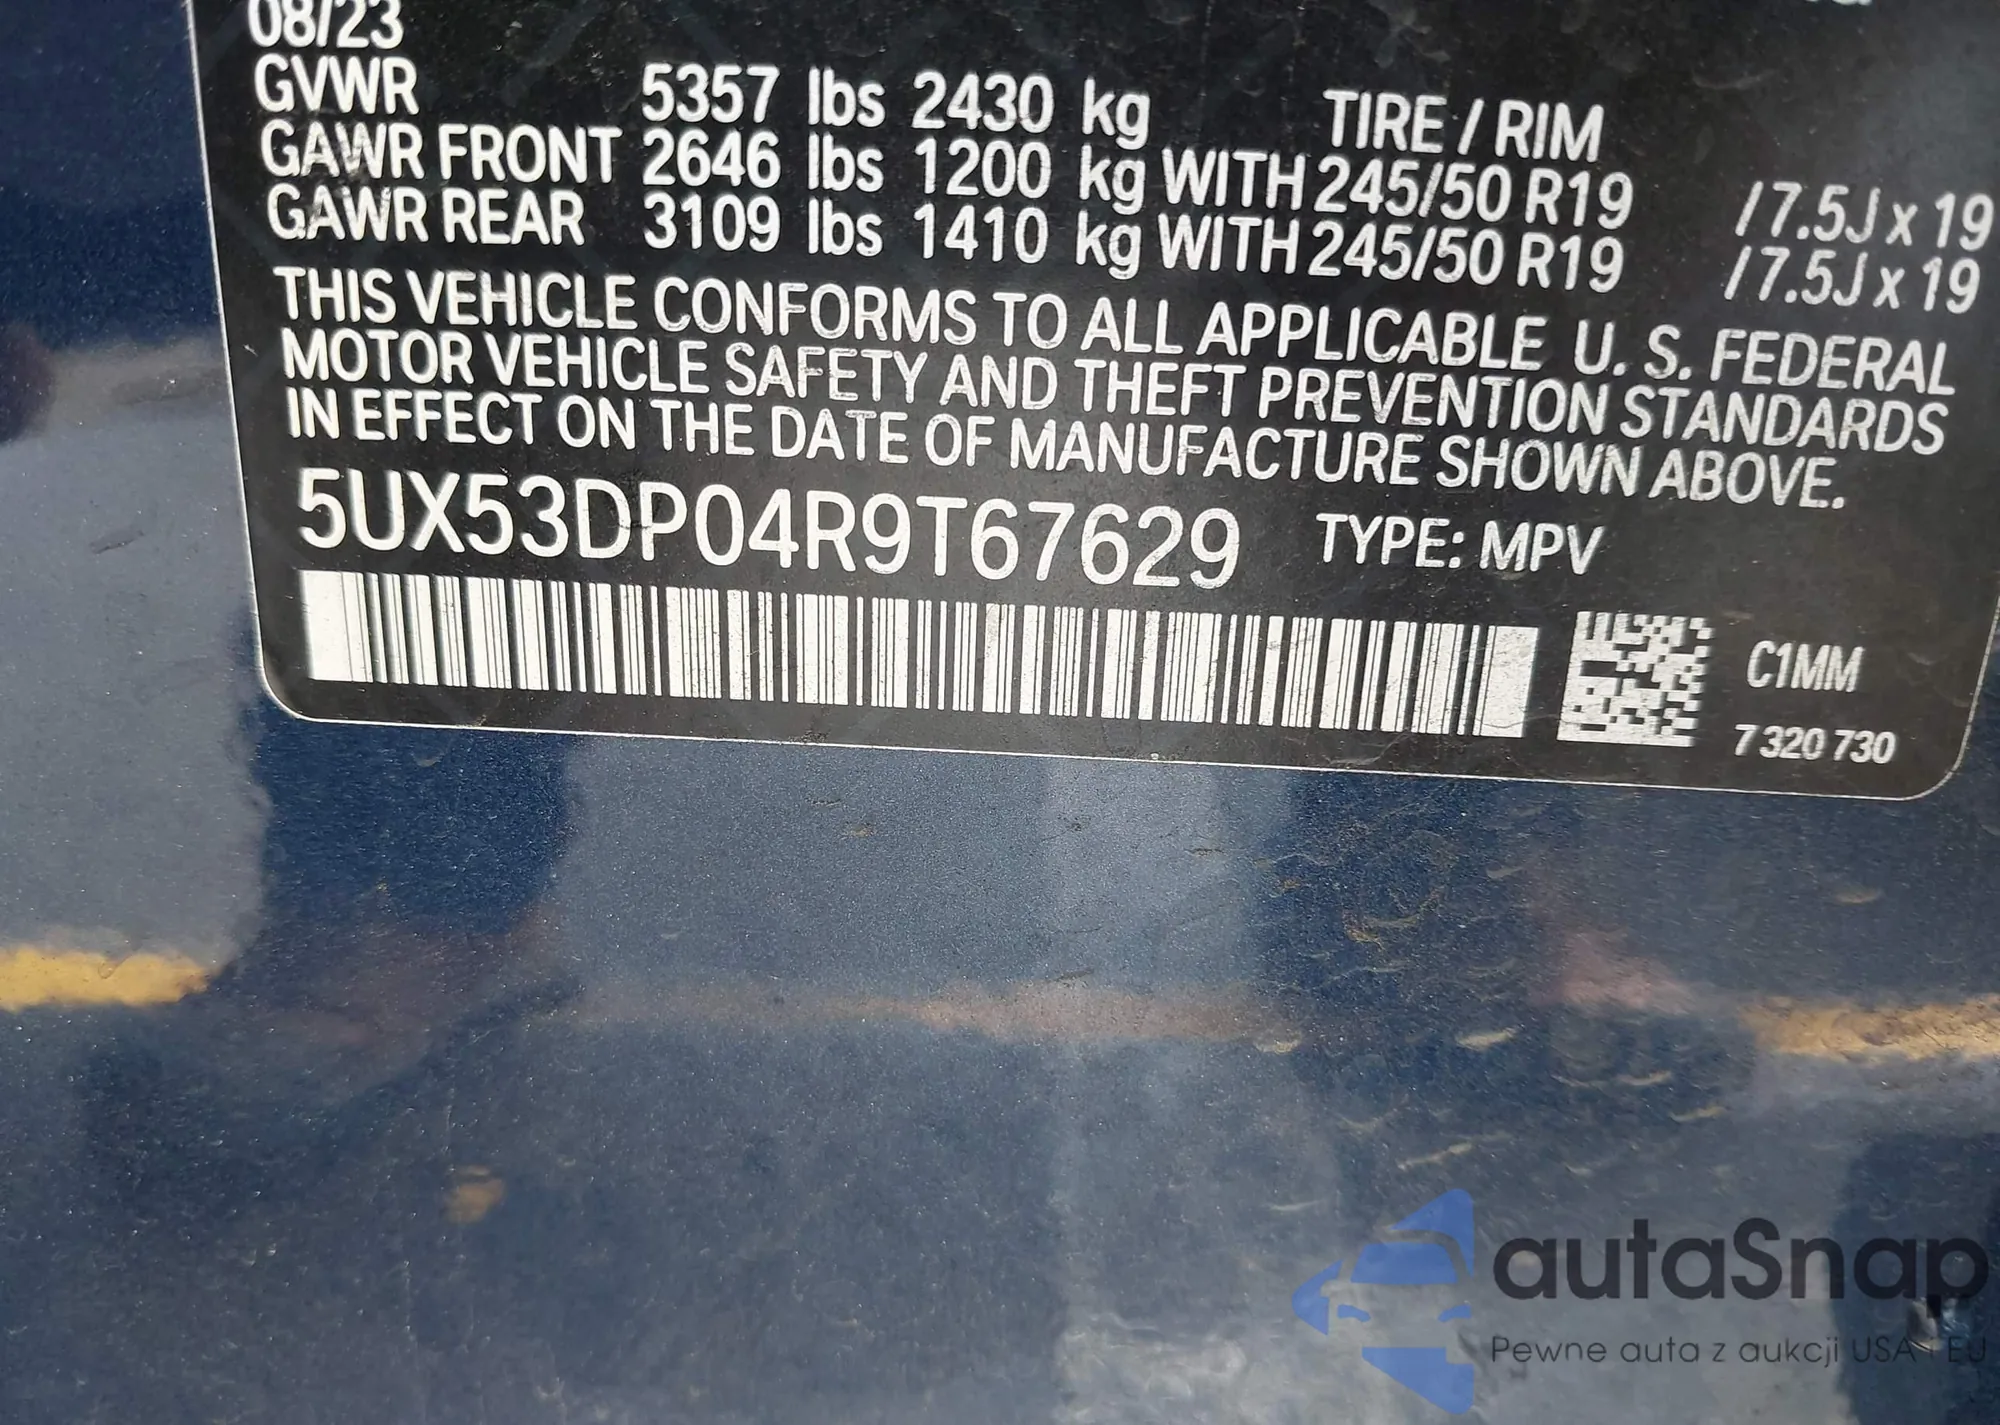 08/23
GVWR 5357 lbs 2430 kg TIRE / RIM
GAWR FRONT 2646 lbs 1200 kg WITH 245/50 R19 / 7.5J x 19
GAWR REAR 3109 lbs 1410 kg WITH 245/50 R19 / 7.5J x 19
THIS VEHICLE CONFORMS TO ALL APPLICABLE U. S. FEDERAL
MOTOR VEHICLE SAFETY AND THEFT PREVENTION STANDARDS
IN EFFECT ON THE DATE OF MANUFACTURE SHOWN ABOVE.
5UX53DP04R9T67629 TYPE: MPV
C1MM
7 320 730
autaSnap
Pewne auta z aukcji USA i EU